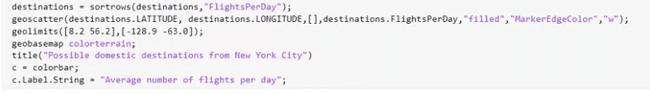 destinations = sortrows(destinations,"FlightsPerDay");
geoscatter(destinations.LATITUDE, destinations.LONGITUDE,[],destinations.FlightsPerDay,"filled","MarkerEdgeColor","w");
geolimits([8.2 56.2],[-128.9 -63.0]);
geobasemap colorterrain;
title("Possible domestic destinations from New York City")
c = colorbar;
c.Label.String = "Average number of flights per day";